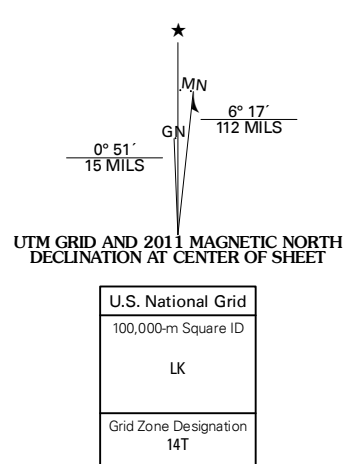 ★
MN
GN
6° 17´
112 MILS
0° 51´
15 MILS
UTM GRID AND 2011 MAGNETIC NORTH
DECLINATION AT CENTER OF SHEET
U.S. National Grid
100,000-m Square ID
LK
Grid Zone Designation
14T